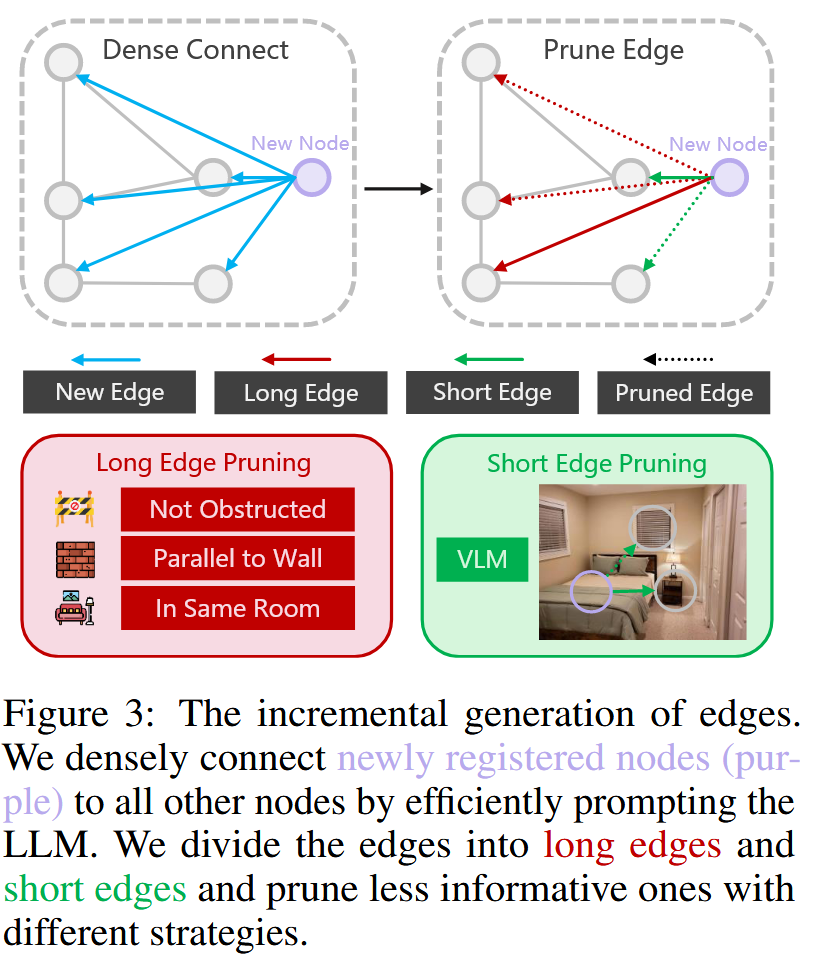 Dense Connect
New Node
Prune Edge
New Node
New Edge
Long Edge
Short Edge
Pruned Edge
Long Edge Pruning
Not Obstructed
Parallel to Wall
In Same Room
Short Edge Pruning
VLM
Figure 3: The incremental generation of edges.
We densely connect newly registered nodes (pur-
ple) to all other nodes by efficiently prompting the
LLM. We divide the edges into long edges and
short edges and prune less informative ones with
different strategies.